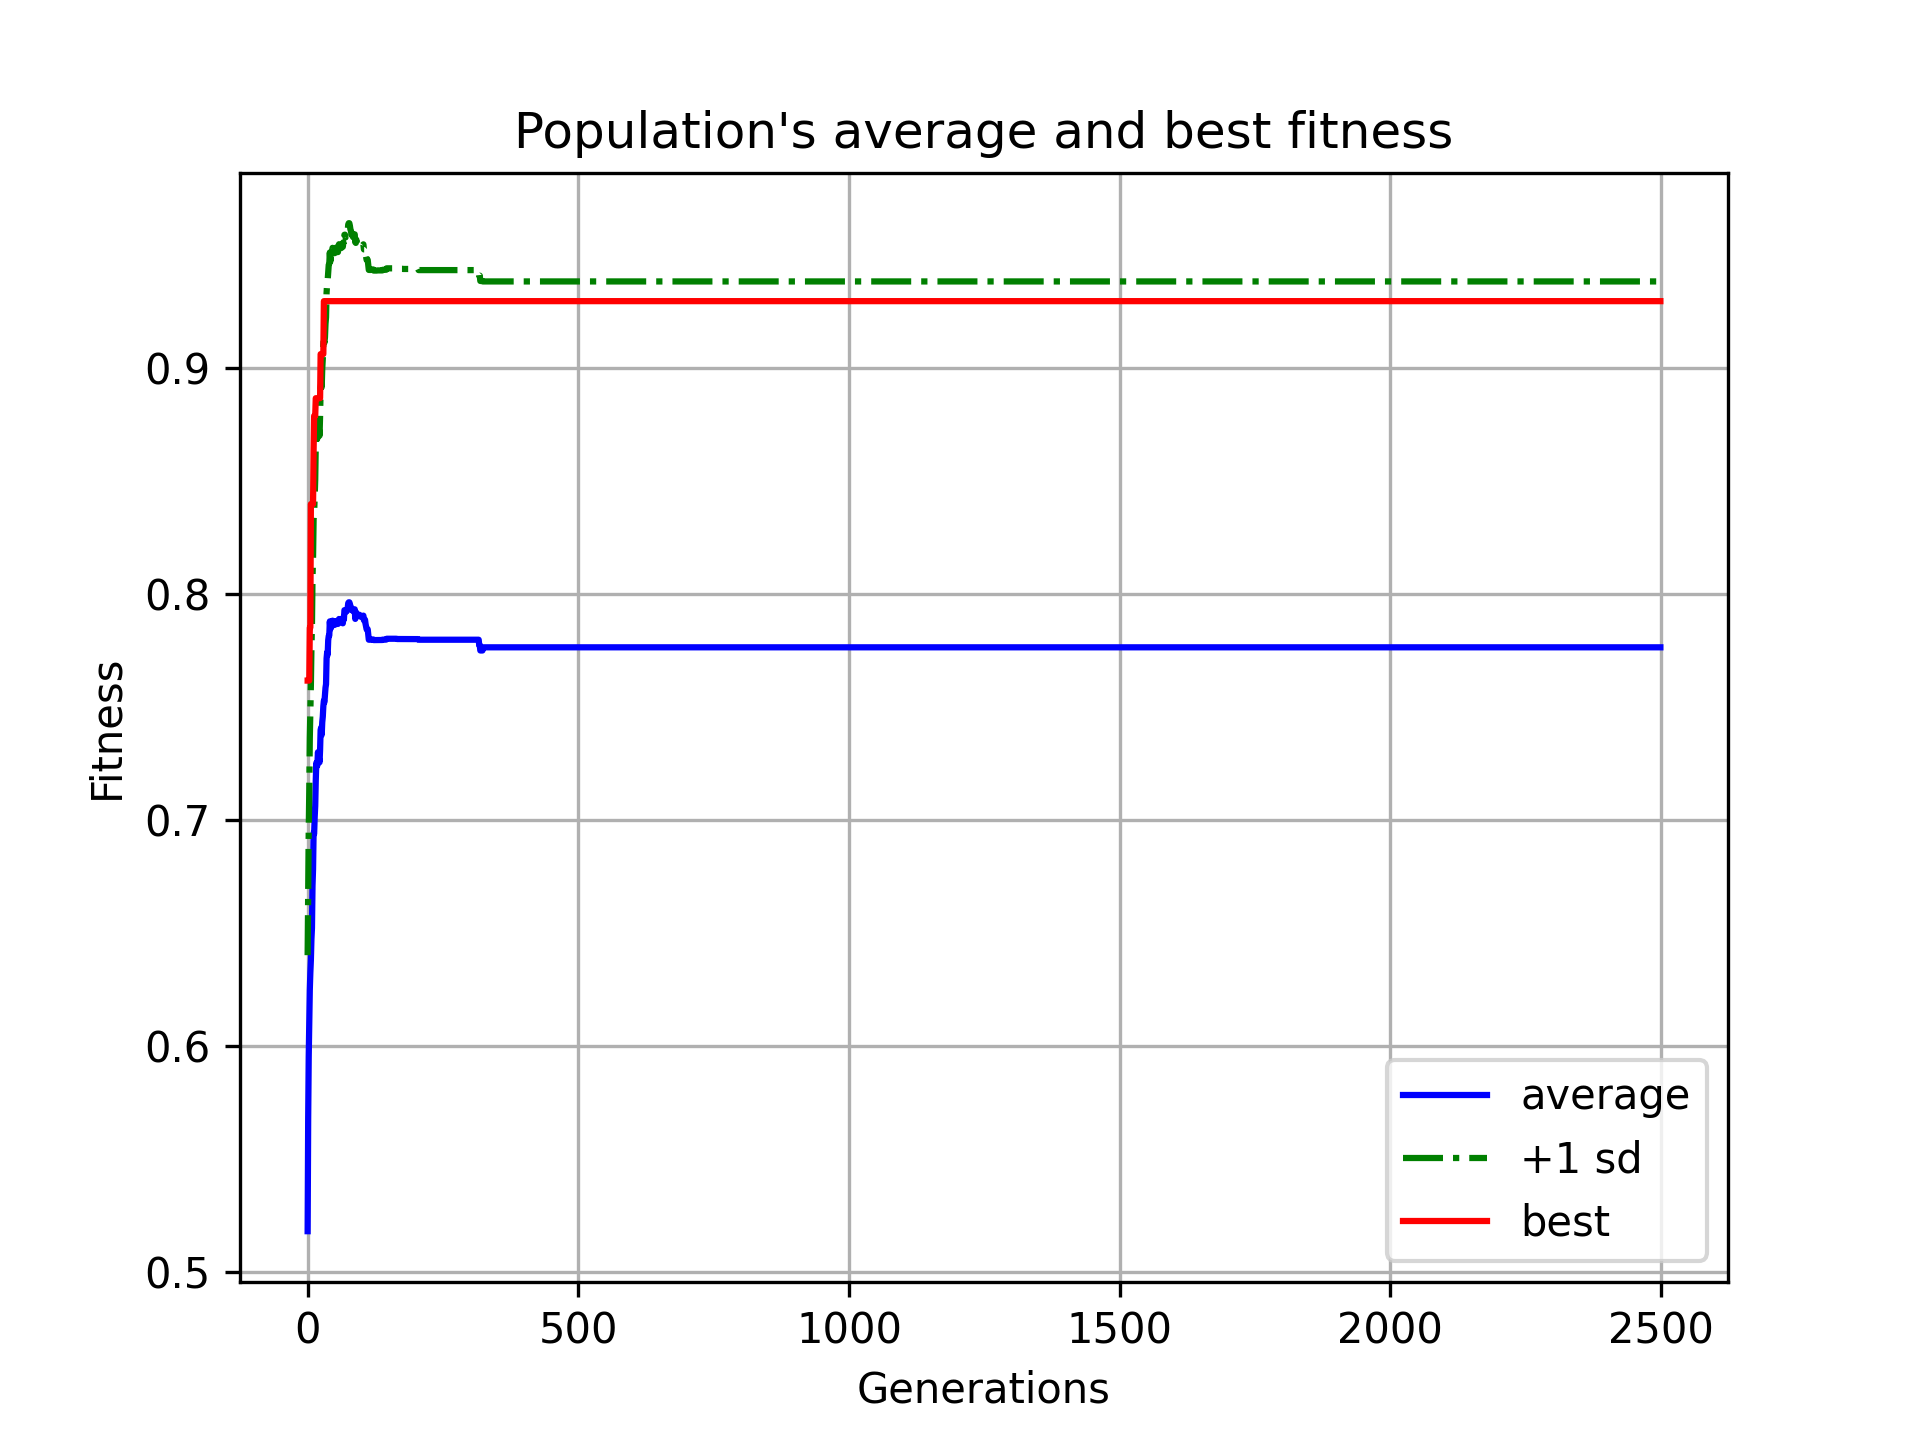 Population's average and best fitness
0.9
0.8
0.7
0.6
0.5
Fitness
average
+1 sd
best
0 500 1000 1500 2000 2500
Generations